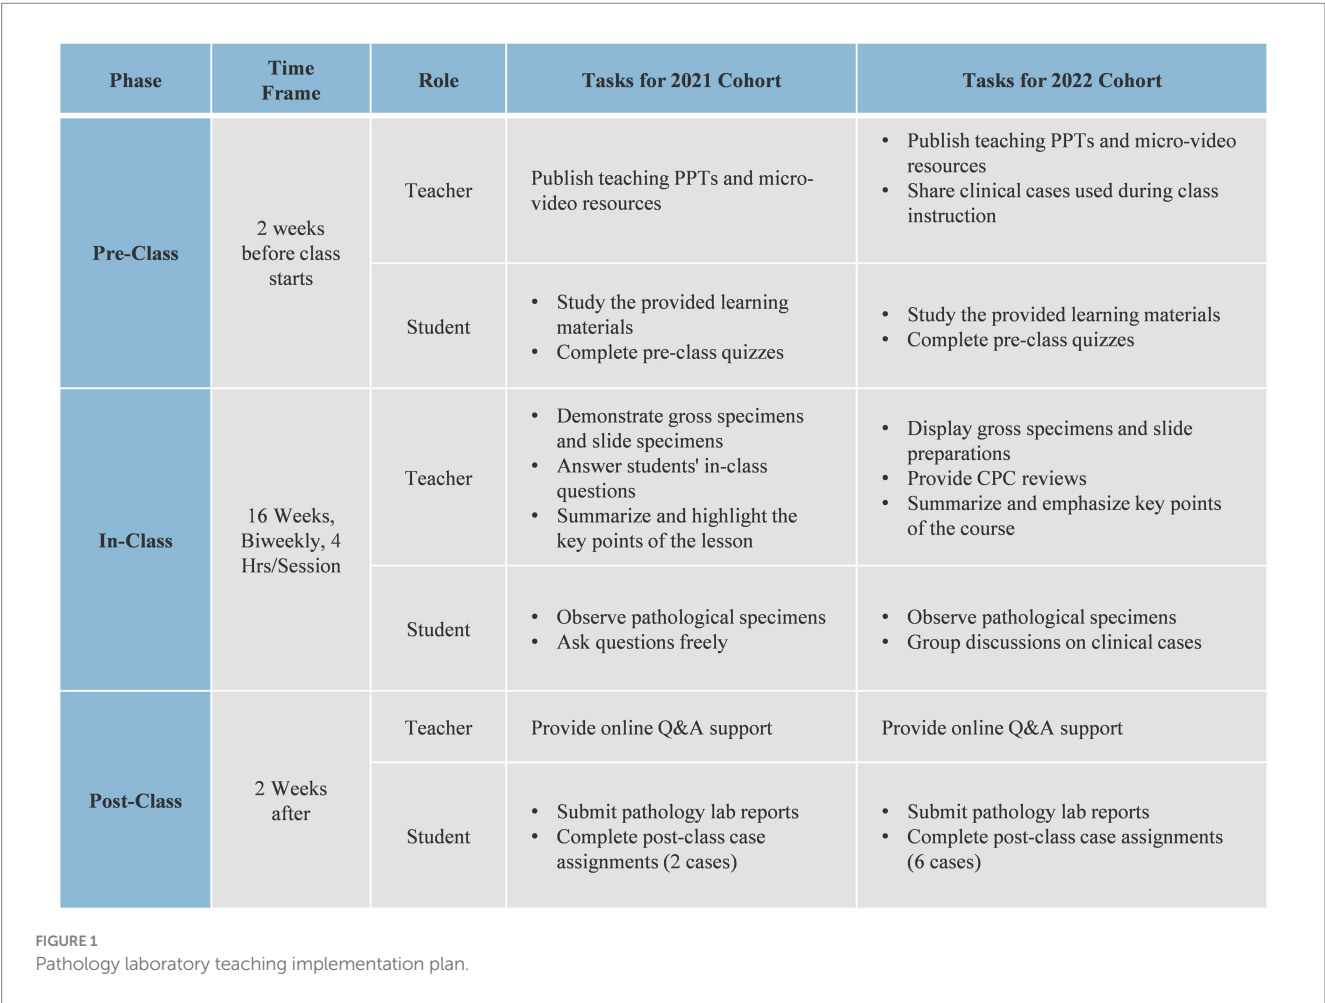 Phase
Time
Frame
Role
Tasks for 2021 Cohort
Tasks for 2022 Cohort
Pre-Class
2 weeks
before class
starts
Teacher
Publish teaching PPTs and micro-
video resources
• Publish teaching PPTs and micro-video
resources
• Share clinical cases used during class
instruction
Student
• Study the provided learning
materials
• Complete pre-class quizzes
• Study the provided learning materials
• Complete pre-class quizzes
In-Class
16 Weeks,
Biweekly, 4
Hrs/Session
Teacher
• Demonstrate gross specimens
and slide specimens
• Answer students' in-class
questions
• Summarize and highlight the
key points of the lesson
• Display gross specimens and slide
preparations
• Provide CPC reviews
• Summarize and emphasize key points
of the course
Student
• Observe pathological specimens
• Ask questions freely
• Observe pathological specimens
• Group discussions on clinical cases
Post-Class
2 Weeks
after
Teacher
Provide online Q&A support
Provide online Q&A support
Student
• Submit pathology lab reports
• Complete post-class case
assignments (2 cases)
• Submit pathology lab reports
• Complete post-class case assignments
(6 cases)
FIGURE 1
Pathology laboratory teaching implementation plan.